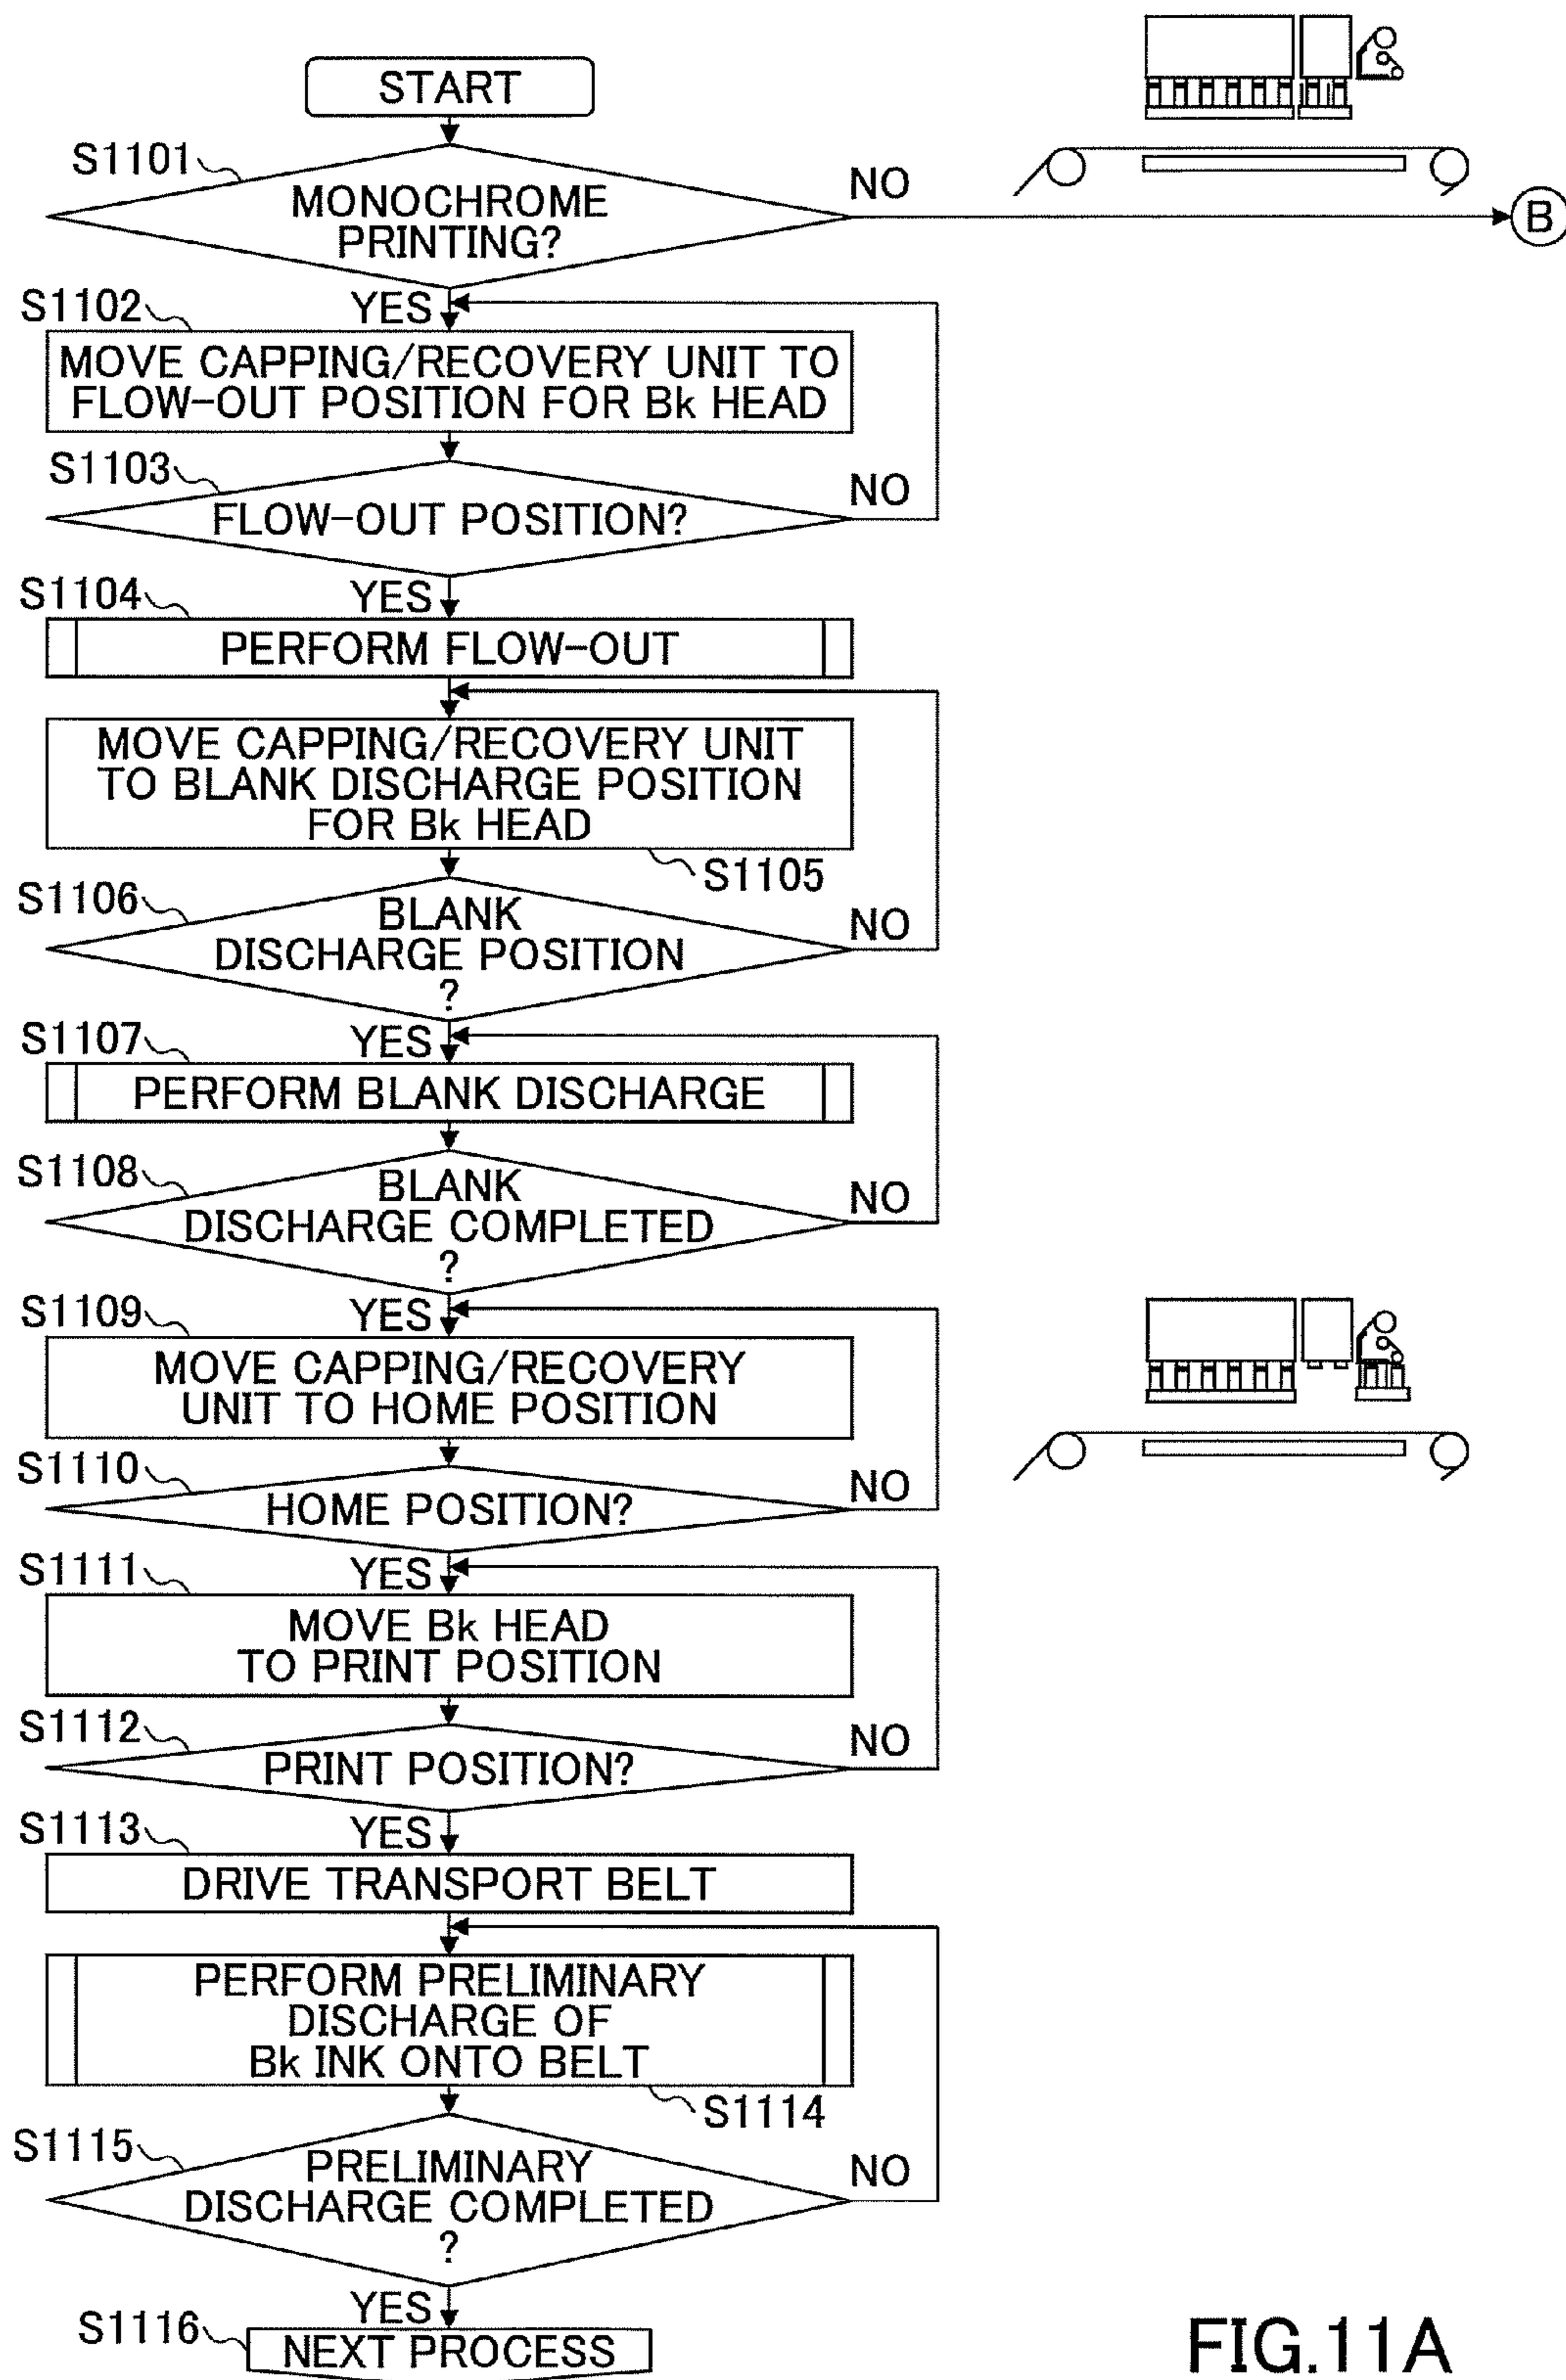 START
S1101
MONOCHROME
PRINTING?
NO
B
YES
S1102
MOVE CAPPING/RECOVERY UNIT TO
FLOW-OUT POSITION FOR Bk HEAD
S1103
FLOW-OUT POSITION?
NO
YES
S1104
PERFORM FLOW-OUT
MOVE CAPPING/RECOVERY UNIT
TO BLANK DISCHARGE POSITION
FOR Bk HEAD
S1105
S1106
BLANK
DISCHARGE POSITION
?
NO
YES
S1107
PERFORM BLANK DISCHARGE
S1108
BLANK
DISCHARGE COMPLETED
?
NO
YES
S1109
MOVE CAPPING/RECOVERY
UNIT TO HOME POSITION
S1110
HOME POSITION?
NO
YES
S1111
MOVE Bk HEAD
TO PRINT POSITION
S1112
PRINT POSITION?
NO
YES
S1113
DRIVE TRANSPORT BELT
PERFORM PRELIMINARY
DISCHARGE OF
Bk INK ONTO BELT
S1114
S1115
PRELIMINARY
DISCHARGE COMPLETED
?
NO
YES
S1116
NEXT PROCESS
FIG.11A